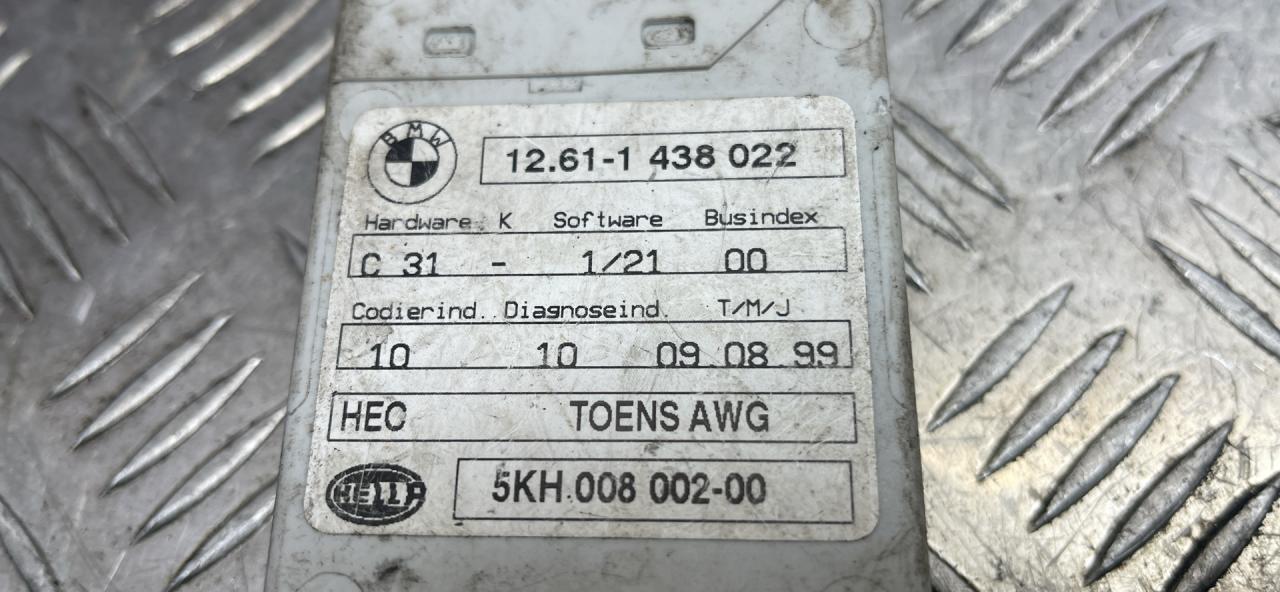 BMW
12.61-1 438 022
Hardware. K Software Busindex
C 31 - 1/21 00
Codierind.. Diagnoseind. T/M/J
10 10 09.08.99
HEC TOENS AWG
HELLA
5KH.008 002-00